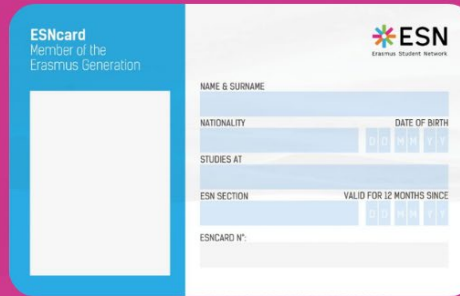 ESNcard
Member of the
Erasmus Generation
ESN
Erasmus Student Network
NAME & SURNAME
NATIONALITY DATE OF BIRTH
D D M M Y Y
STUDIES AT
ESN SECTION VALID FOR 12 MONTHS SINCE
D D M M Y Y
ESNCARD N°: